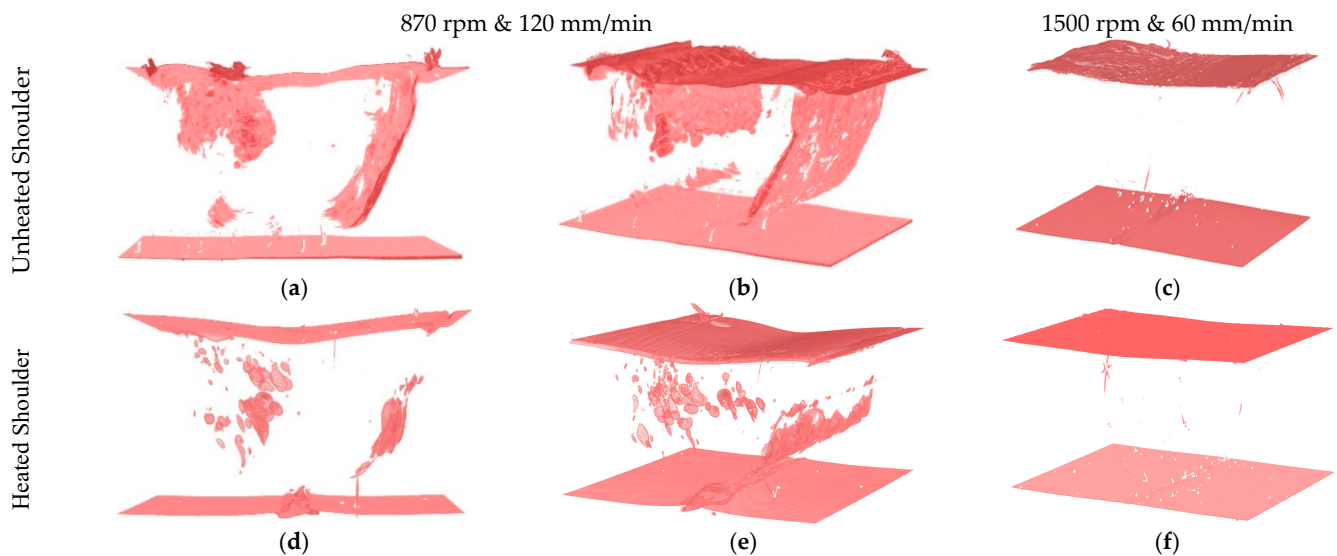 870 rpm & 120 mm/min
1500 rpm & 60 mm/min
Unheated Shoulder
(a)
(b)
(c)
Heated Shoulder
(d)
(e)
(f)